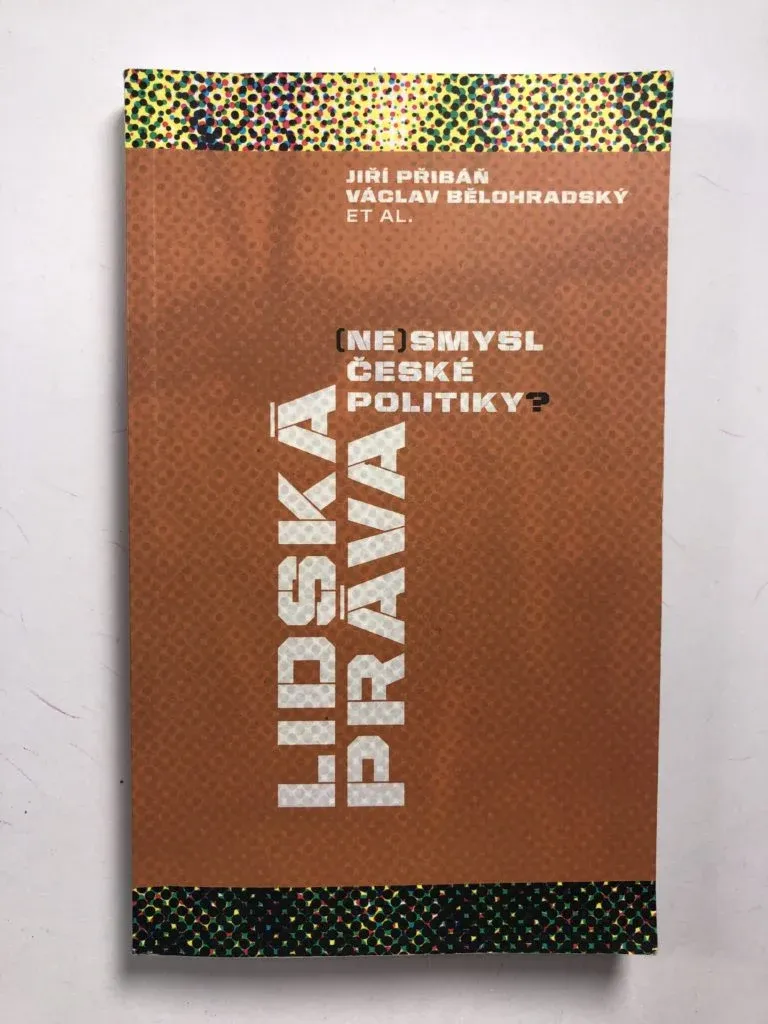 JIŘÍ PŘIBÁŇ
VÁCLAV BĚLOHRADSKÝ
ET AL.
(NE)SMYSL
ČESKÉ
POLITIKY?
LIDSKÁ
PRÁVA